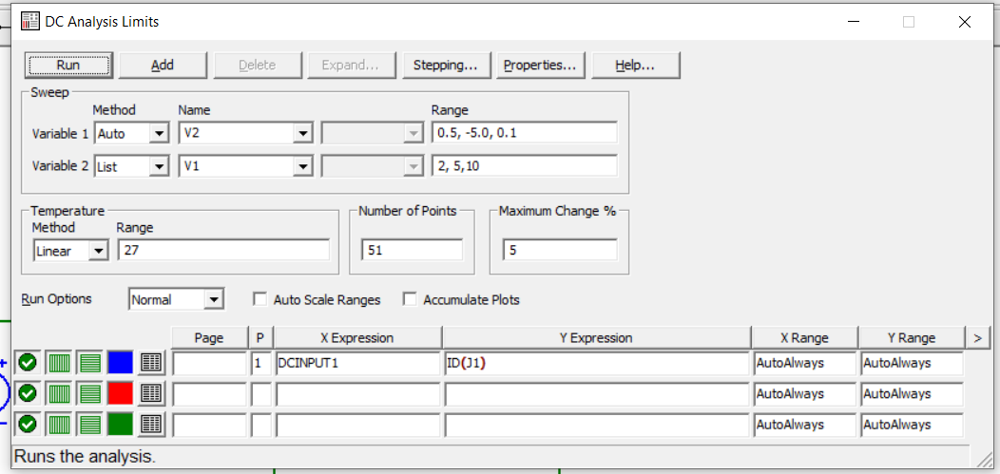 DC Analysis Limits
Run Add Delete Expand... Stepping... Properties... Help...
Sweep
Method Name Range
Variable 1 Auto V2 0.5, -5.0, 0.1
Variable 2 List V1 2, 5,10
Temperature Number of Points Maximum Change %
Method Range
Linear 27 51 5
Run Options Normal Auto Scale Ranges Accumulate Plots
Page P X Expression Y Expression X Range Y Range >
1 DCINPUT1 ID(J1) AutoAlways AutoAlways
AutoAlways AutoAlways
AutoAlways AutoAlways
Runs the analysis.